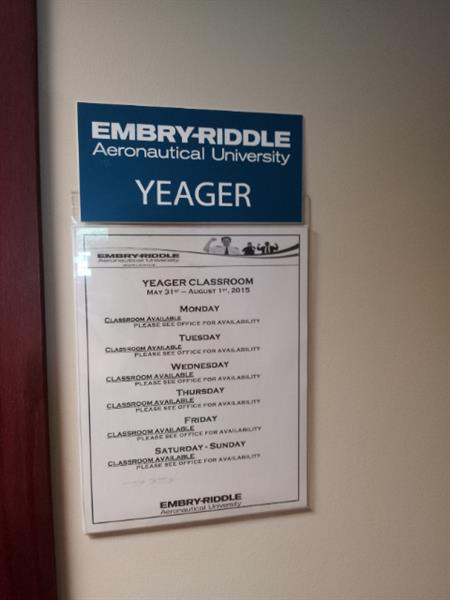 EMBRY-RIDDLE
Aeronautical University
YEAGER
EMBRY-RIDDLE
Aeronautical University
YEAGER CLASSROOM
MAY 31ST – AUGUST 1ST, 2015
MONDAY
CLASSROOM AVAILABLE
PLEASE SEE OFFICE FOR AVAILABILITY
TUESDAY
CLASSROOM AVAILABLE
PLEASE SEE OFFICE FOR AVAILABILITY
WEDNESDAY
CLASSROOM AVAILABLE
PLEASE SEE OFFICE FOR AVAILABILITY
THURSDAY
CLASSROOM AVAILABLE
PLEASE SEE OFFICE FOR AVAILABILITY
FRIDAY
CLASSROOM AVAILABLE
PLEASE SEE OFFICE FOR AVAILABILITY
SATURDAY - SUNDAY
CLASSROOM AVAILABLE
PLEASE SEE OFFICE FOR AVAILABILITY
EMBRY-RIDDLE
Aeronautical University